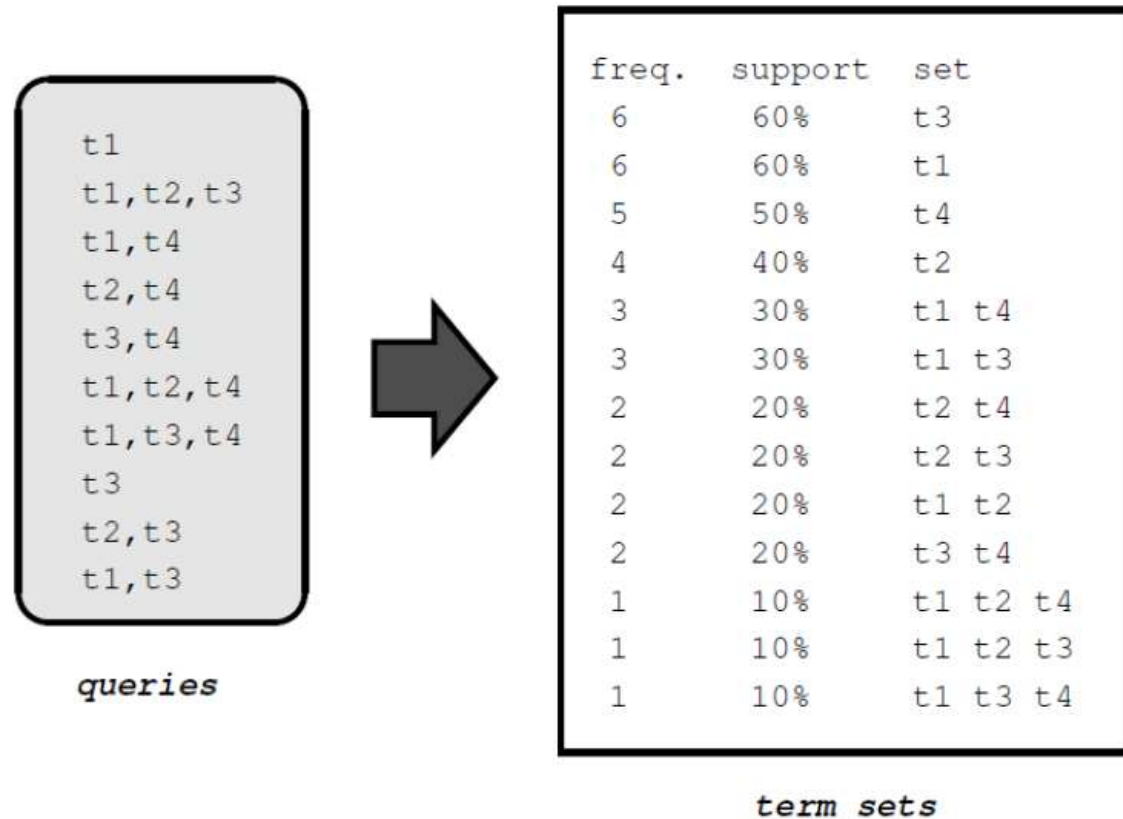 t1
t1,t2,t3
t1,t4
t2,t4
t3,t4
t1,t2,t4
t1,t3,t4
t3
t2,t3
t1,t3
queries
freq. support set
6 60% t3
6 60% t1
5 50% t4
4 40% t2
3 30% t1 t4
3 30% t1 t3
2 20% t2 t4
2 20% t2 t3
2 20% t1 t2
2 20% t3 t4
1 10% t1 t2 t4
1 10% t1 t2 t3
1 10% t1 t3 t4
term sets